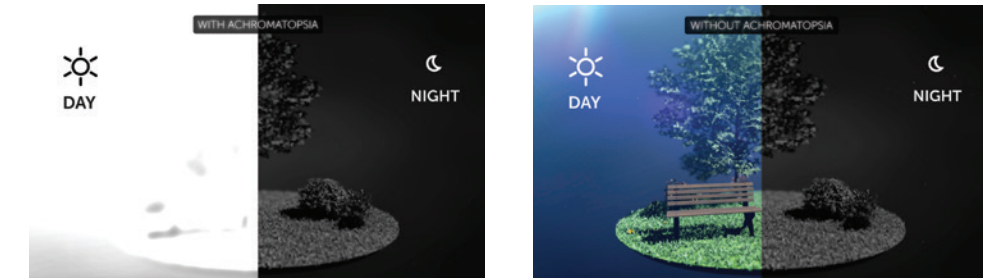 WITH ACHROMATOPSIA
DAY
NIGHT
WITHOUT ACHROMATOPSIA
DAY
NIGHT